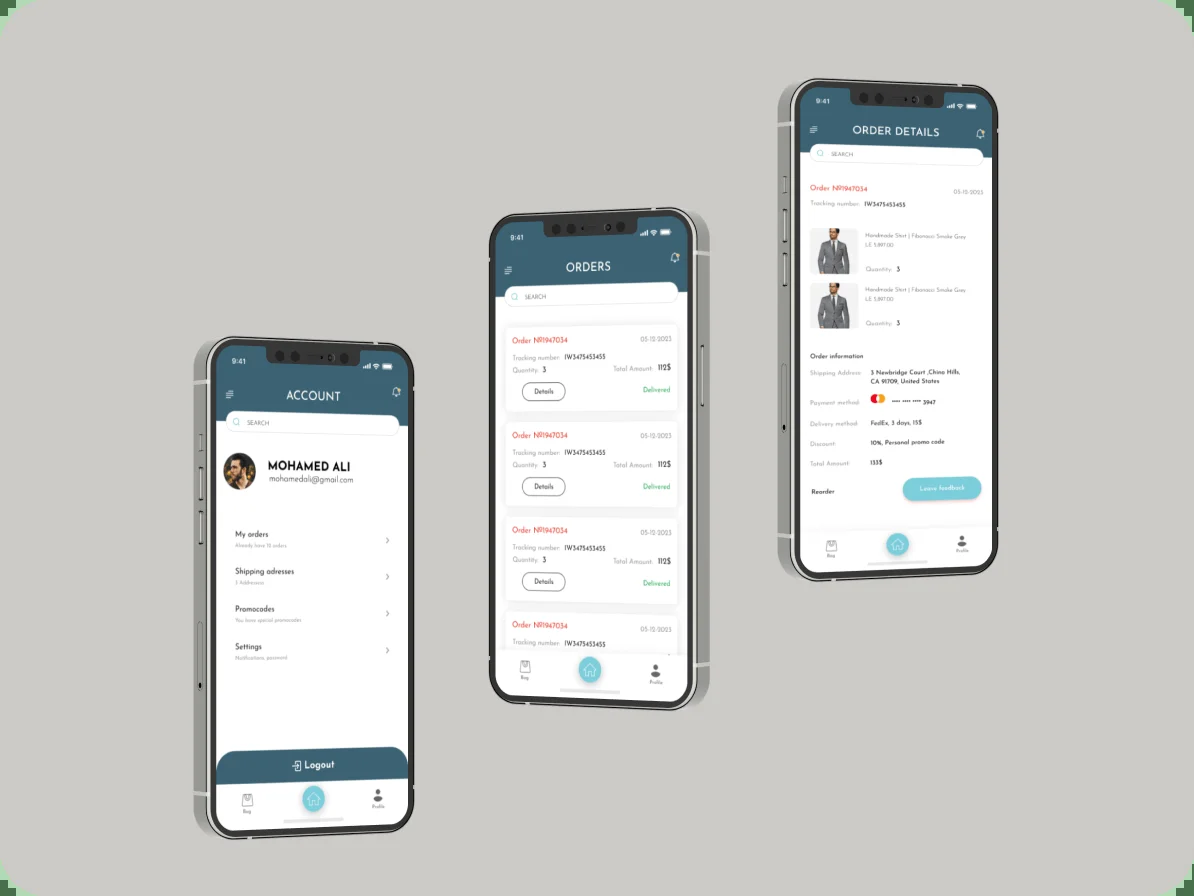 9:41
ACCOUNT
SEARCH
MOHAMED ALI
mohamedali@gmail.com
My orders
Already have 12 orders
Shipping adresses
3 Addresses
Promocodes
You have special promocodes
Settings
Notifications, password
Logout
Bag
Profile
9:41
ORDERS
SEARCH
Order №1947034
05-12-2023
Tracking number: IW3475453455
Quantity: 3
Total Amount: 112$
Details
Delivered
Order №1947034
05-12-2023
Tracking number: IW3475453455
Quantity: 3
Total Amount: 112$
Details
Delivered
Order №1947034
05-12-2023
Tracking number: IW3475453455
Quantity: 3
Total Amount: 112$
Details
Delivered
Order №1947034
05-12-2023
Tracking number: IW3475453455
Bag
Profile
9:41
ORDER DETAILS
SEARCH
Order №1947034
05-12-2023
Tracking number: IW3475453455
Handmade Shirt | Fibonacci Smoke Grey
L.E 5,897.00
Quantity: 3
Handmade Shirt | Fibonacci Smoke Grey
L.E 5,897.00
Quantity: 3
Order information
Shipping Address: 3 Newbridge Court ,Chino Hills,
CA 91709, United States
Payment method: •••• •••• •••• 3947
Delivery method: FedEx, 3 days, 15$
Discount: 10%, Personal promo code
Total Amount: 133$
Reorder
Leave feedback
Bag
Profile